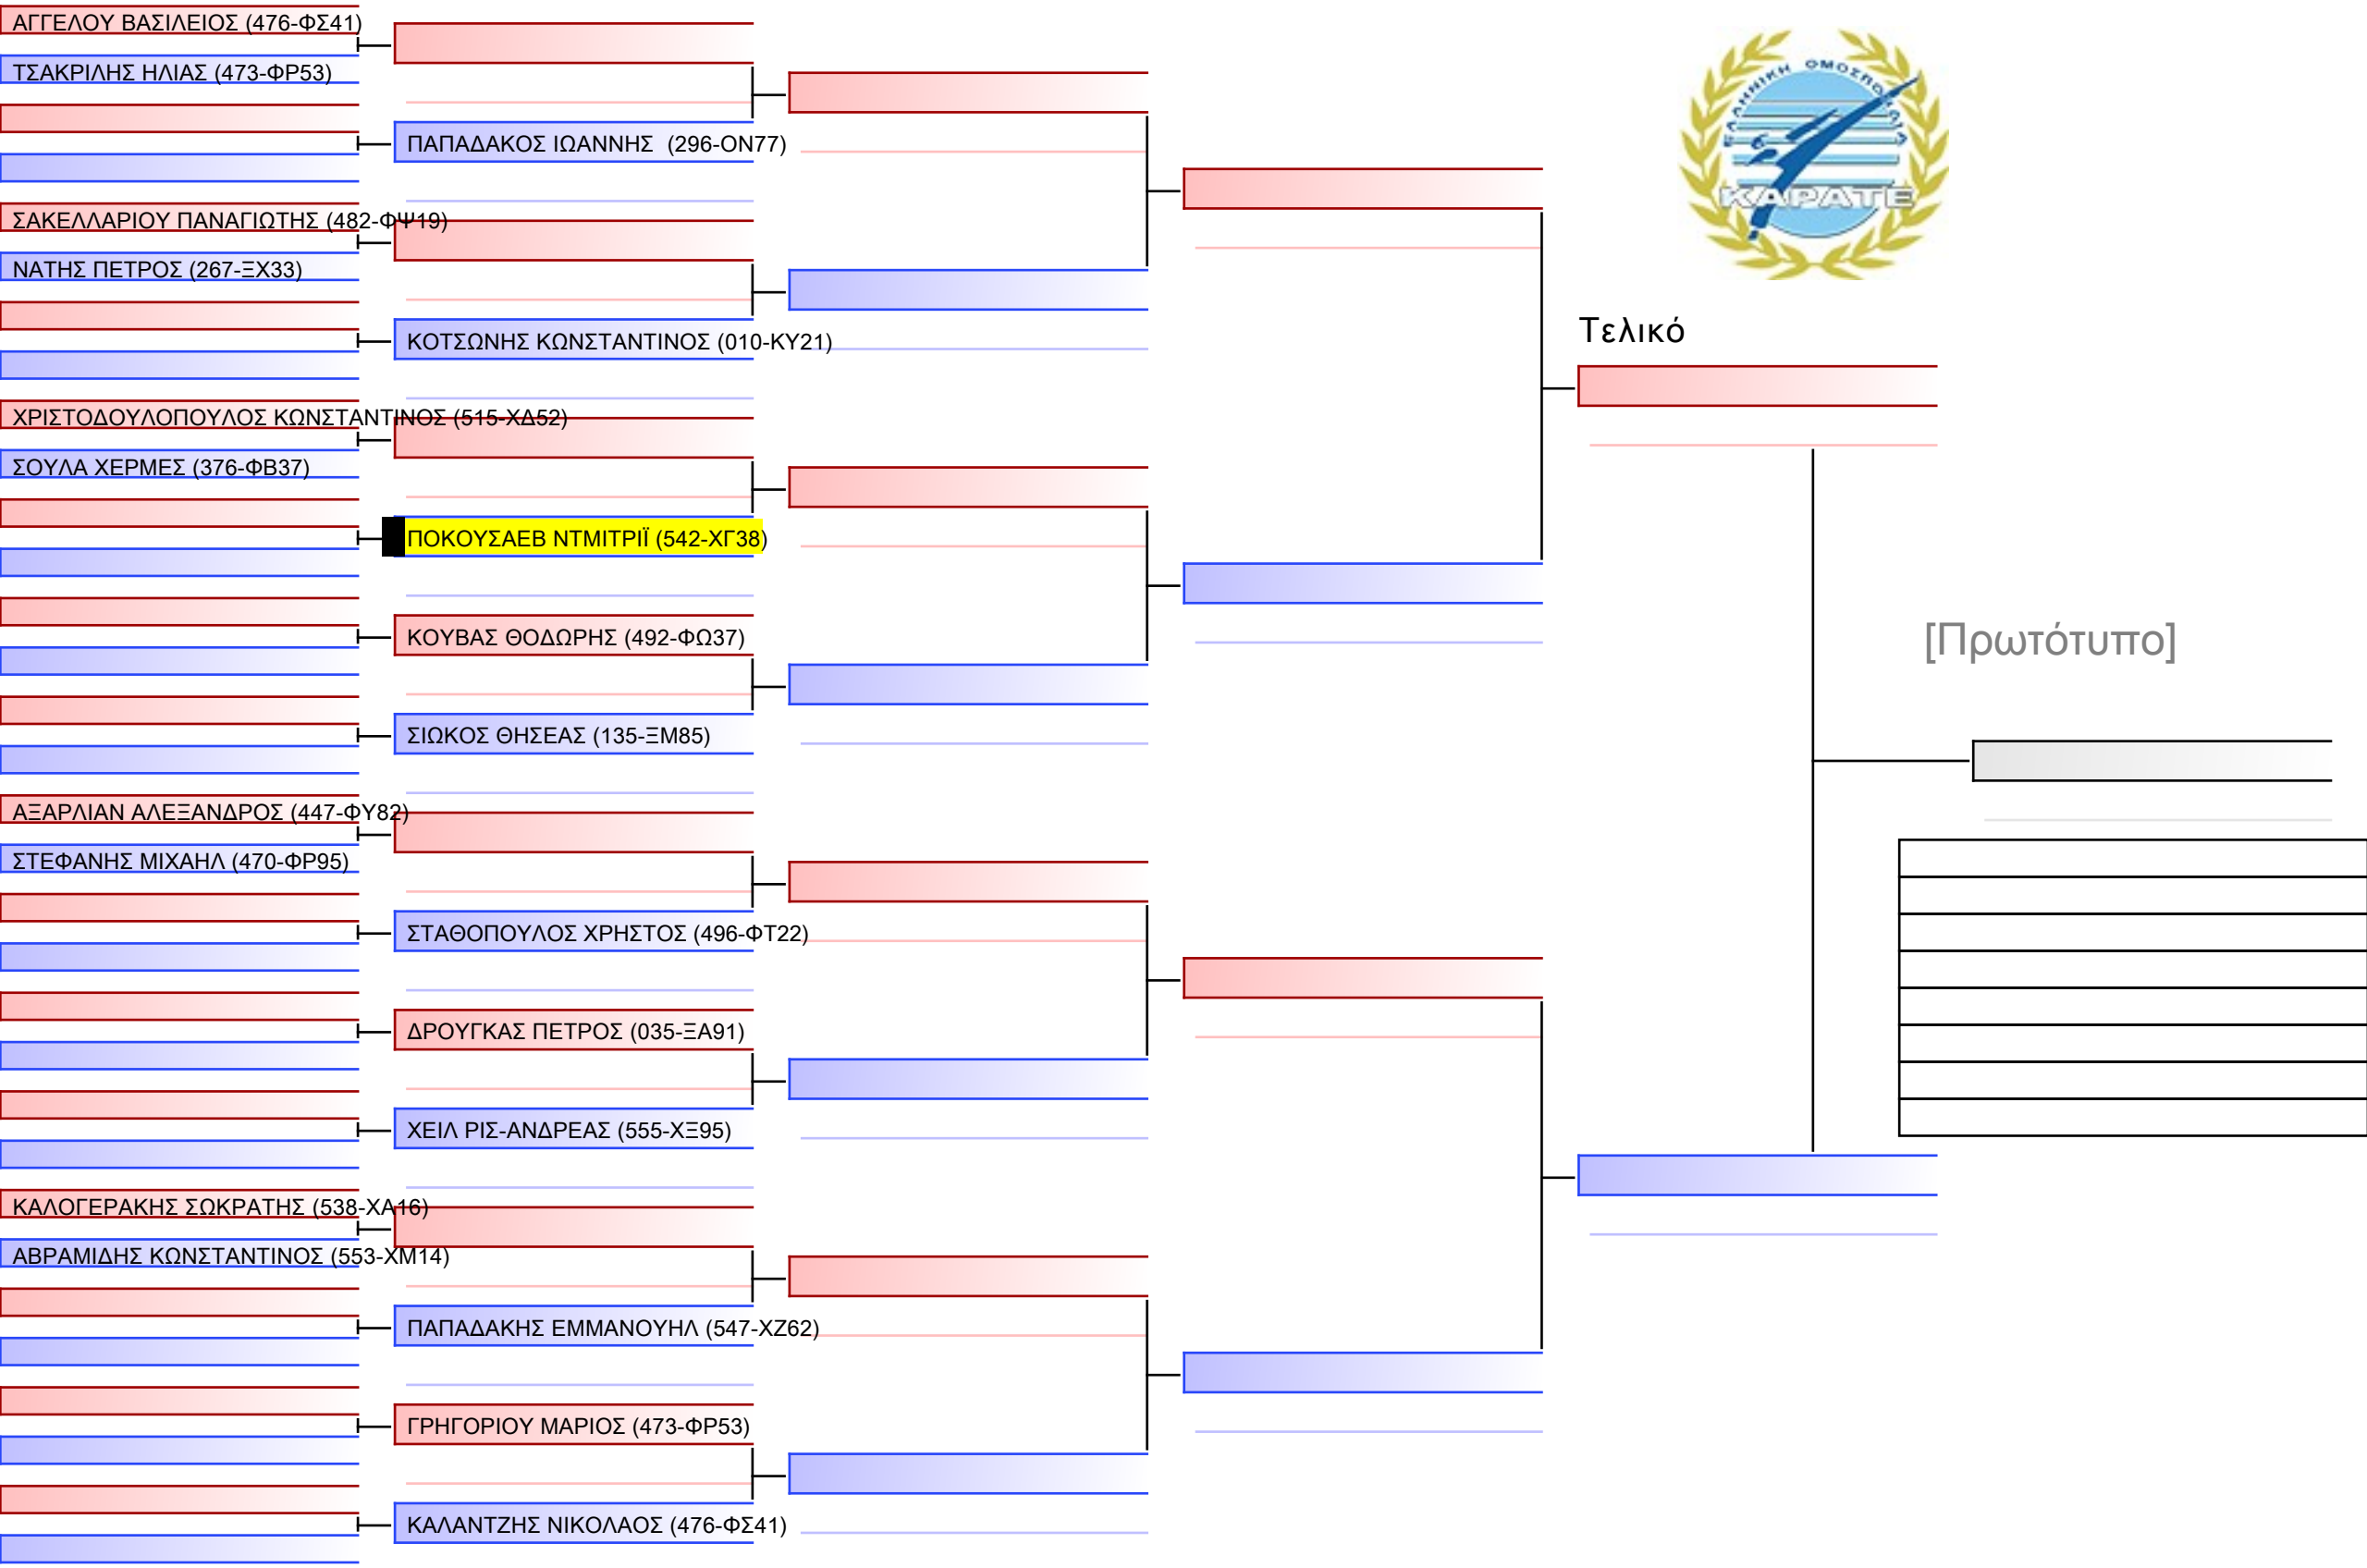 ΑΓΓΕΛΟΥ ΒΑΣΙΛΕΙΟΣ (476-ΦΣ41)
ΤΣΑΚΡΙΛΗΣ ΗΛΙΑΣ (473-ΦΡ53)
ΠΑΠΑΔΑΚΟΣ ΙΩΑΝΝΗΣ (296-ΟΝ77)
ΣΑΚΕΛΛΑΡΙΟΥ ΠΑΝΑΓΙΩΤΗΣ (482-ΦΨ19)
ΝΑΤΗΣ ΠΕΤΡΟΣ (267-ΞΧ33)
ΚΟΤΣΩΝΗΣ ΚΩΝΣΤΑΝΤΙΝΟΣ (010-ΚΥ21)
ΧΡΙΣΤΟΔΟΥΛΟΠΟΥΛΟΣ ΚΩΝΣΤΑΝΤΙΝΟΣ (515-ΧΔ52)
ΣΟΥΛΑ ΧΕΡΜΕΣ (376-ΦΒ37)
ΠΟΚΟΥΣΑΕΒ ΝΤΜΙΤΡΙΪ (542-ΧΓ38)
ΚΟΥΒΑΣ ΘΟΔΩΡΗΣ (492-ΦΩ37)
ΣΙΩΚΟΣ ΘΗΣΕΑΣ (135-ΞΜ85)
ΑΞΑΡΛΙΑΝ ΑΛΕΞΑΝΔΡΟΣ (447-ΦΥ82)
ΣΤΕΦΑΝΗΣ ΜΙΧΑΗΛ (470-ΦΡ95)
ΣΤΑΘΟΠΟΥΛΟΣ ΧΡΗΣΤΟΣ (496-ΦΤ22)
ΔΡΟΥΓΚΑΣ ΠΕΤΡΟΣ (035-ΞΑ91)
ΧΕΙΛ ΡΙΣ-ΑΝΔΡΕΑΣ (555-ΧΞ95)
ΚΑΛΟΓΕΡΑΚΗΣ ΣΩΚΡΑΤΗΣ (538-ΧΑ16)
ΑΒΡΑΜΙΔΗΣ ΚΩΝΣΤΑΝΤΙΝΟΣ (553-ΧΜ14)
ΠΑΠΑΔΑΚΗΣ ΕΜΜΑΝΟΥΗΛ (547-ΧΖ62)
ΓΡΗΓΟΡΙΟΥ ΜΑΡΙΟΣ (473-ΦΡ53)
ΚΑΛΑΝΤΖΗΣ ΝΙΚΟΛΑΟΣ (476-ΦΣ41)
ΕΛΛΗΝΙΚΗ ΟΜΟΣΠΟΝΔΙΑ
ΚΑΡΑΤΕ
Τελικό
[Πρωτότυπο]